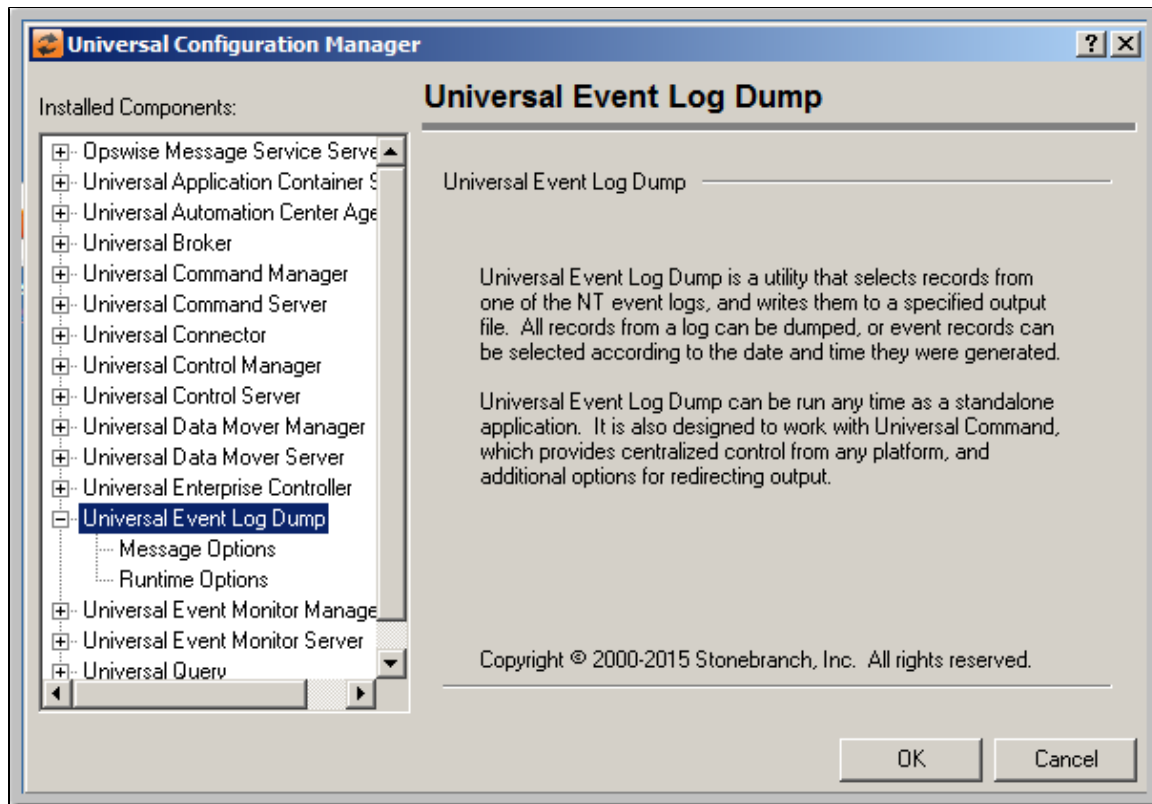 Universal Configuration Manager
?
Installed Components:
Universal Event Log Dump
Opswise Message Service Serve
Universal Application Container S
Universal Automation Center Age
Universal Broker
Universal Command Manager
Universal Command Server
Universal Connector
Universal Control Manager
Universal Control Server
Universal Data Mover Manager
Universal Data Mover Server
Universal Enterprise Controller
Universal Event Log Dump
Message Options
Runtime Options
Universal Event Monitor Manage
Universal Event Monitor Server
Universal Query
Universal Event Log Dump
Universal Event Log Dump is a utility that selects records from
one of the NT event logs, and writes them to a specified output
file. All records from a log can be dumped, or event records can
be selected according to the date and time they were generated.
Universal Event Log Dump can be run any time as a standalone
application. It is also designed to work with Universal Command,
which provides centralized control from any platform, and
additional options for redirecting output.
Copyright © 2000-2015 Stonebranch, Inc. All rights reserved.
OK
Cancel